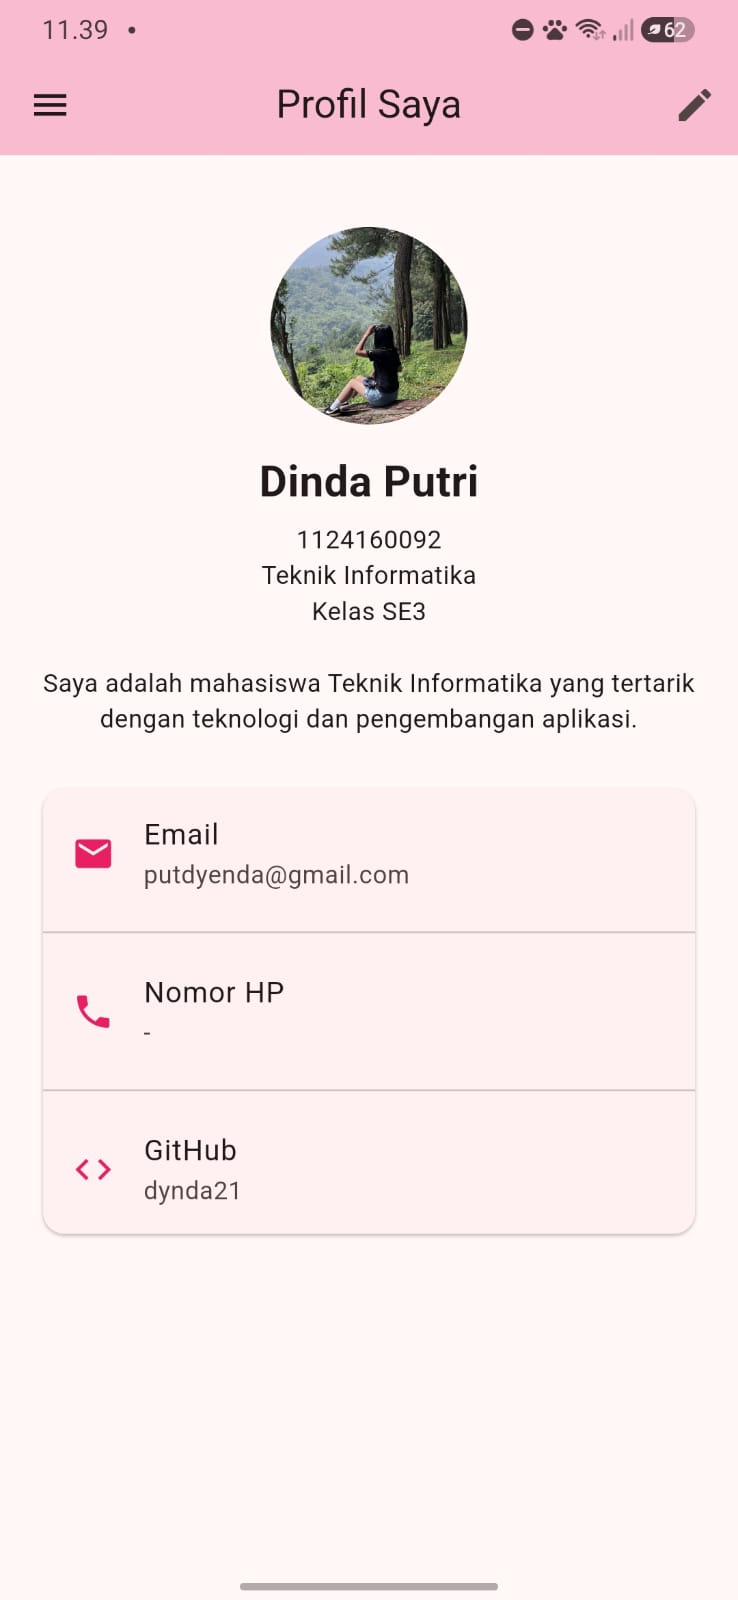 11.39
62
Profil Saya
Dinda Putri
1124160092
Teknik Informatika
Kelas SE3
Saya adalah mahasiswa Teknik Informatika yang tertarik
dengan teknologi dan pengembangan aplikasi.
Email
putdyenda@gmail.com
Nomor HP
-
GitHub
dynda21